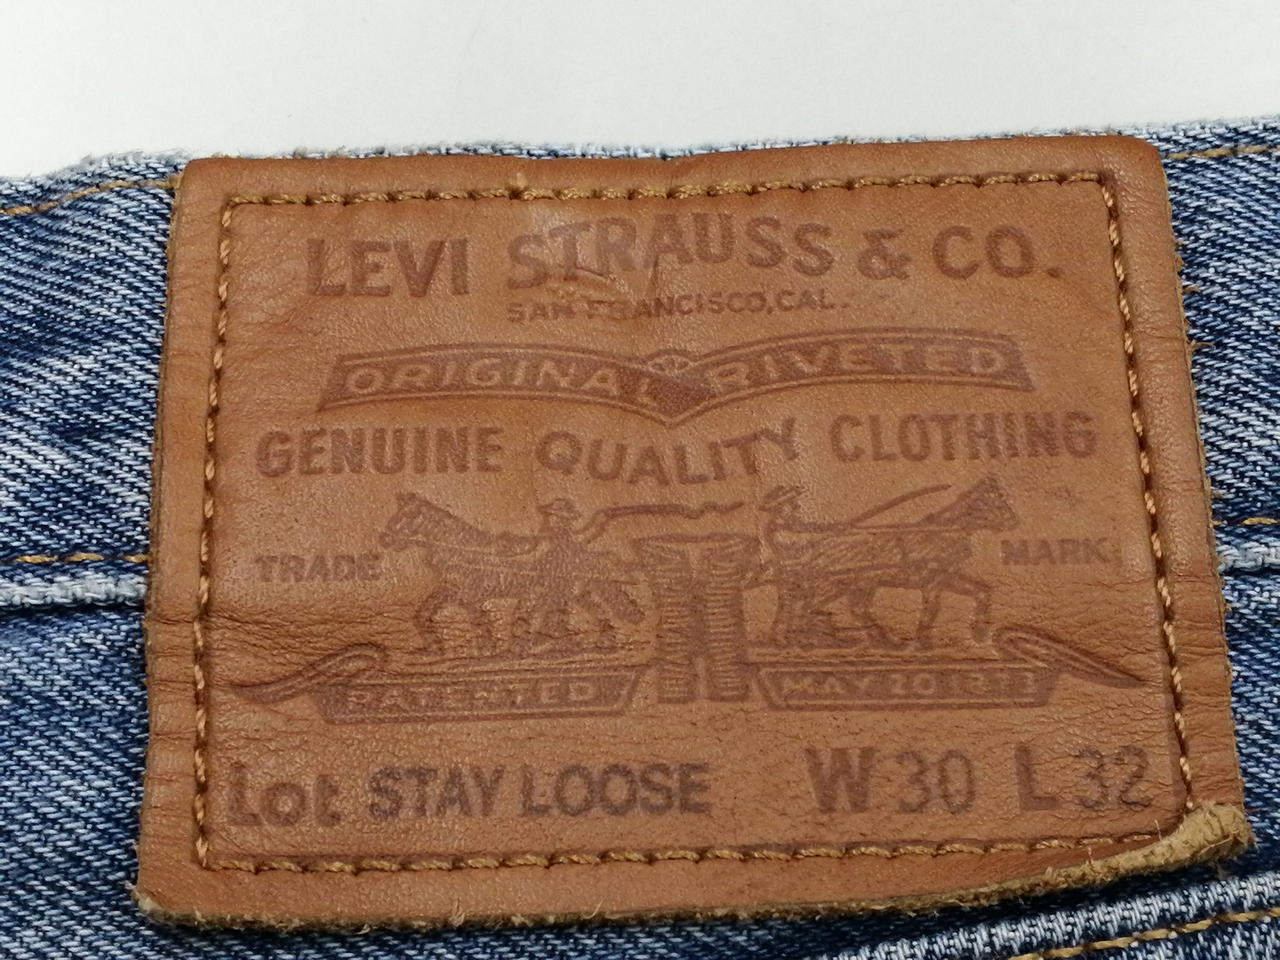 LEVI STRAUSS & CO.
SAN FRANCISCO, CAL.
ORIGINAL RIVETED
GENUINE QUALITY CLOTHING
TRADE MARK
PATENTED MAY 20 1873
Lot STAY LOOSE W 30 L 32